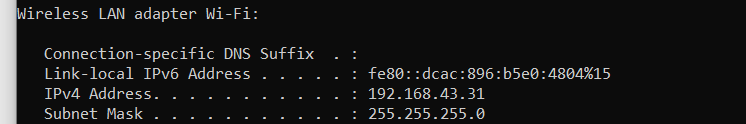 Wireless LAN adapter Wi-Fi:
Connection-specific DNS Suffix  . :
Link-local IPv6 Address . . . . . : fe80::dcac:896:b5e0:4804%15
IPv4 Address. . . . . . . . . . . : 192.168.43.31
Subnet Mask . . . . . . . . . . . : 255.255.255.0